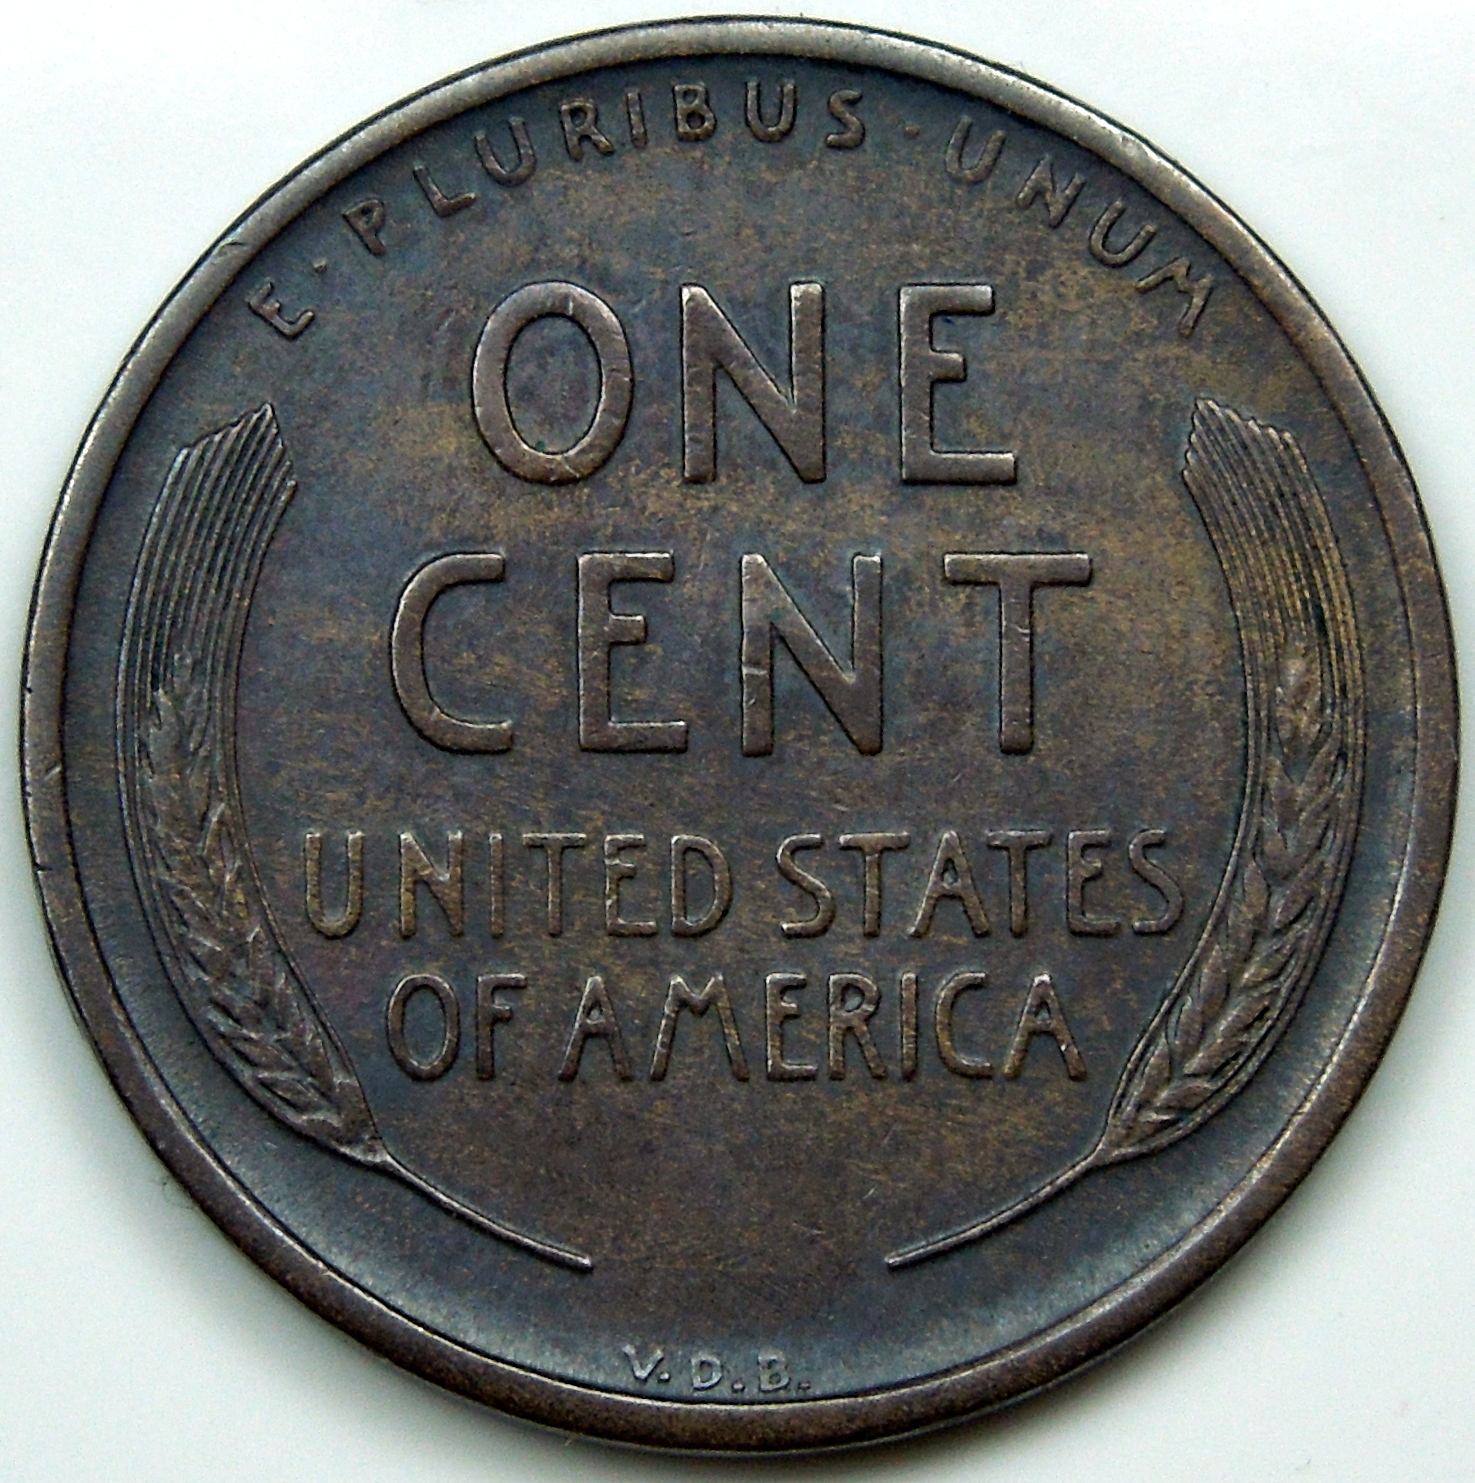 E·PLURIBUS·UNUM
ONE
CENT
UNITED STATES
OF AMERICA
V.D.B.